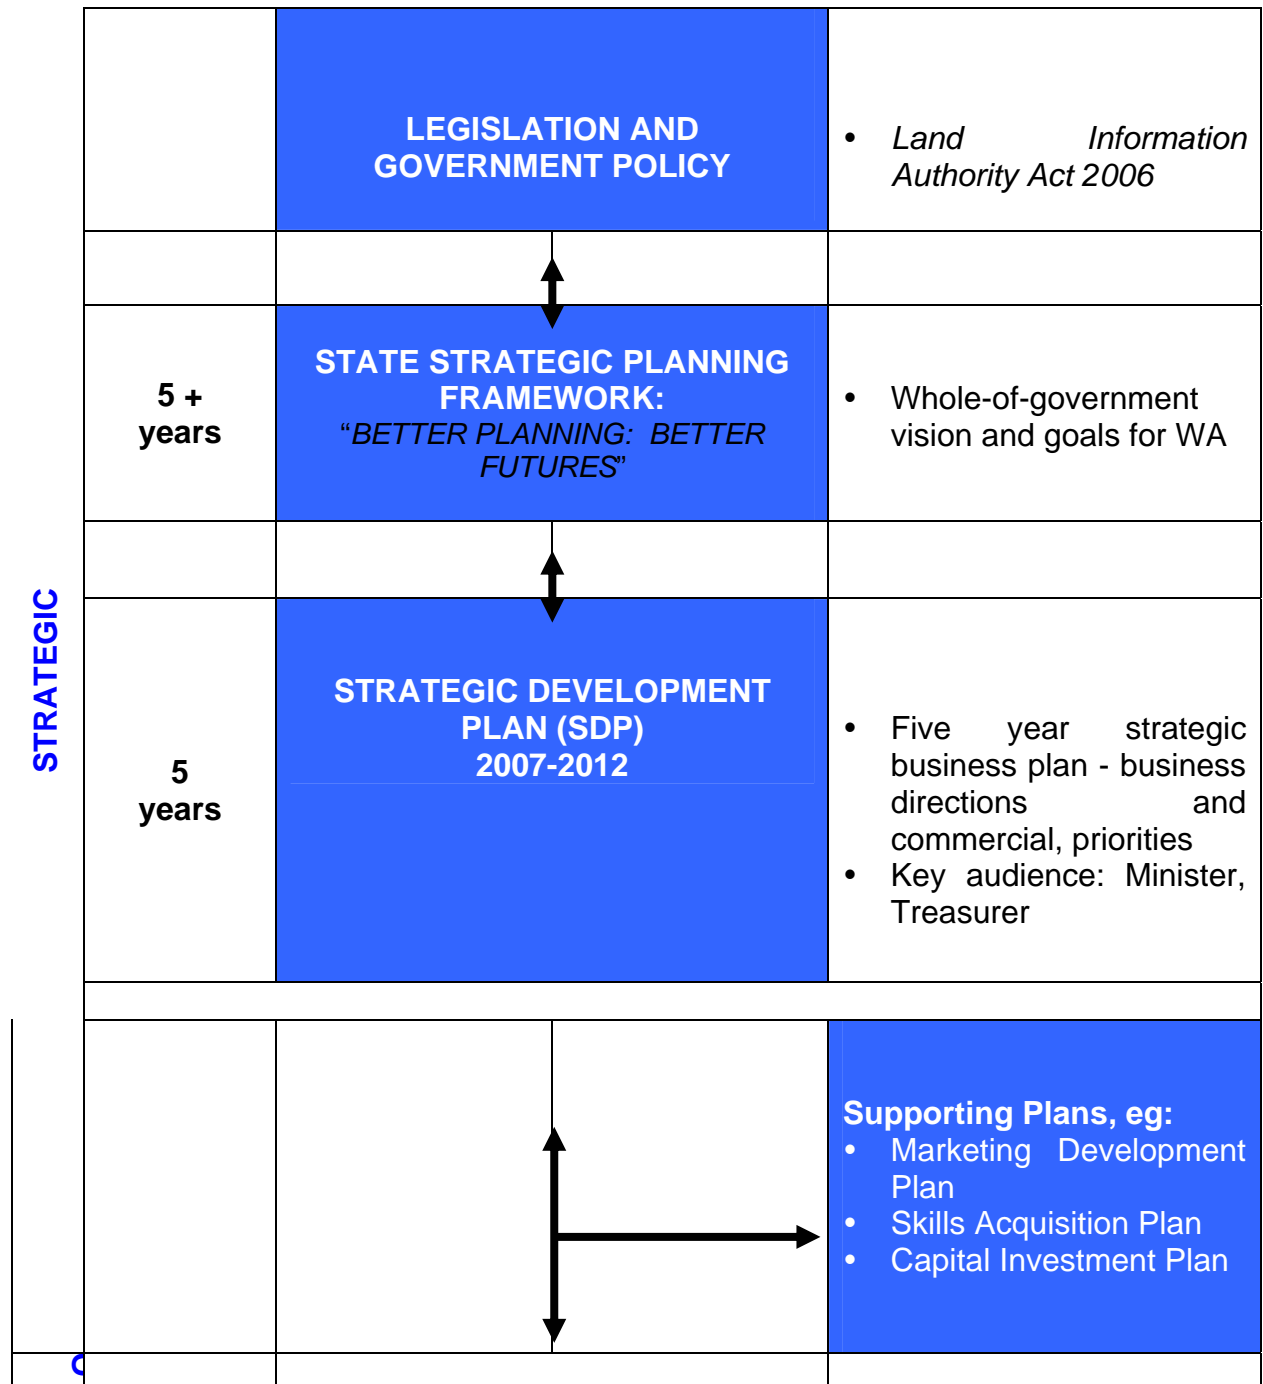 LEGISLATION AND
GOVERNMENT POLICY
• Land Information
Authority Act 2006
5 +
years
STATE STRATEGIC PLANNING
FRAMEWORK:
“BETTER PLANNING: BETTER
FUTURES”
• Whole-of-government
vision and goals for WA
STRATEGIC
5
years
STRATEGIC DEVELOPMENT
PLAN (SDP)
2007-2012
• Five year strategic
business plan - business
directions and
commercial, priorities
• Key audience: Minister,
Treasurer
Supporting Plans, eg:
• Marketing Development
Plan
• Skills Acquisition Plan
• Capital Investment Plan